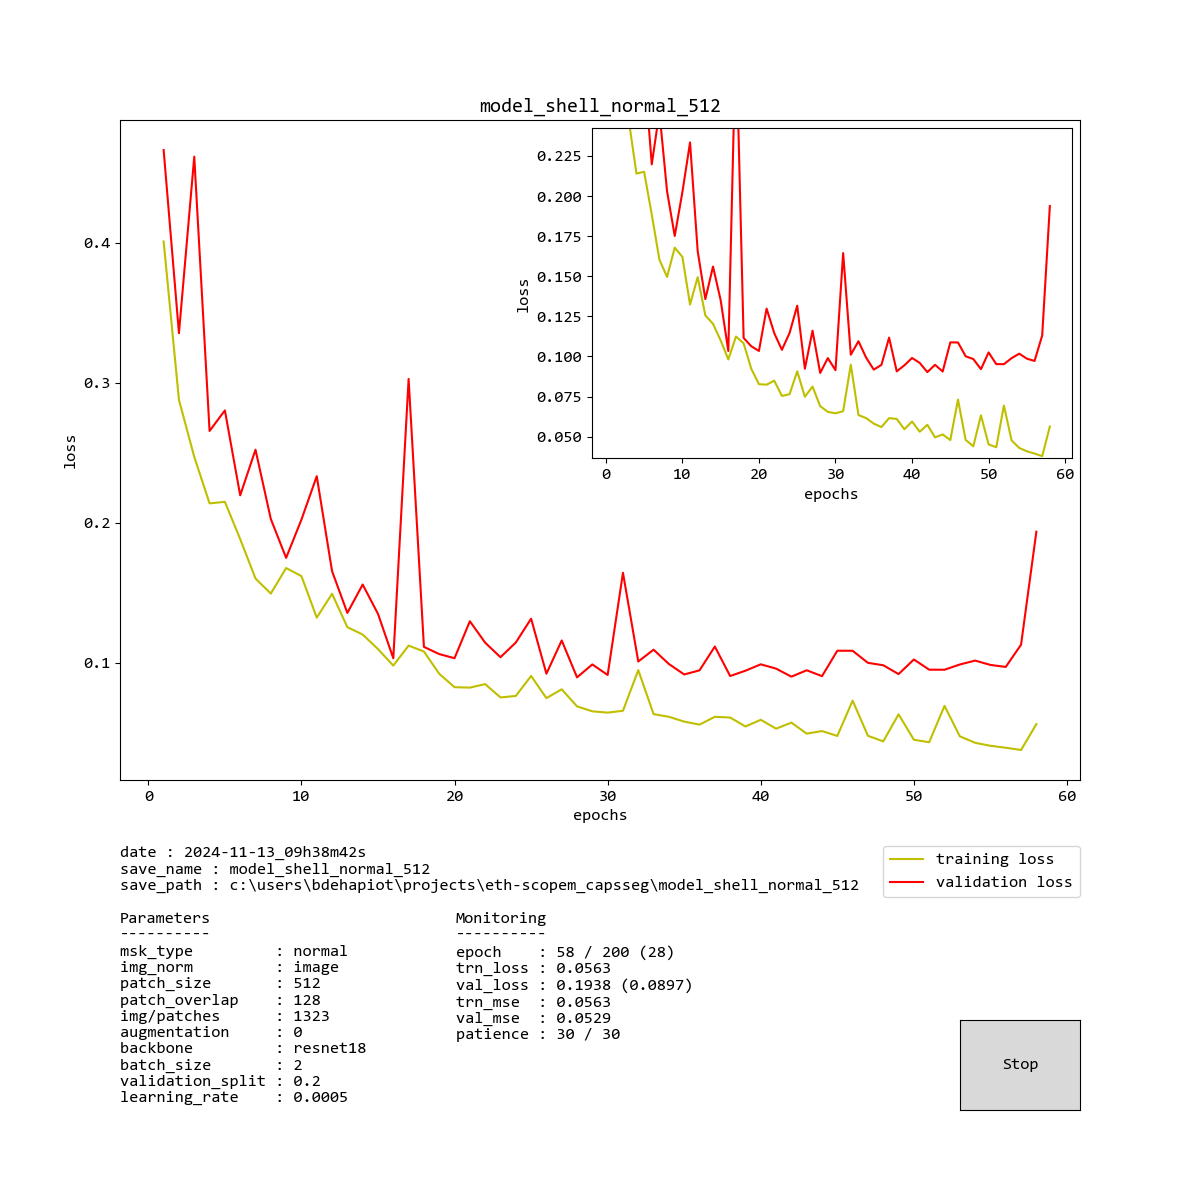 model_shell_normal_512
loss
0.4
0.3
0.2
0.1
0 10 20 30 40 50 60
epochs
loss
0.225
0.200
0.175
0.150
0.125
0.100
0.075
0.050
0 10 20 30 40 50 60
epochs
date : 2024-11-13_09h38m42s
save_name : model_shell_normal_512
save_path : c:\users\bdehapiot\projects\eth-scopem_capsseg\model_shell_normal_512
training loss
validation loss
Parameters
----------
msk_type : normal
img_norm : image
patch_size : 512
patch_overlap : 128
img/patches : 1323
augmentation : 0
backbone : resnet18
batch_size : 2
validation_split : 0.2
learning_rate : 0.0005
Monitoring
----------
epoch : 58 / 200 (28)
trn_loss : 0.0563
val_loss : 0.1938 (0.0897)
trn_mse : 0.0563
val_mse : 0.0529
patience : 30 / 30
Stop